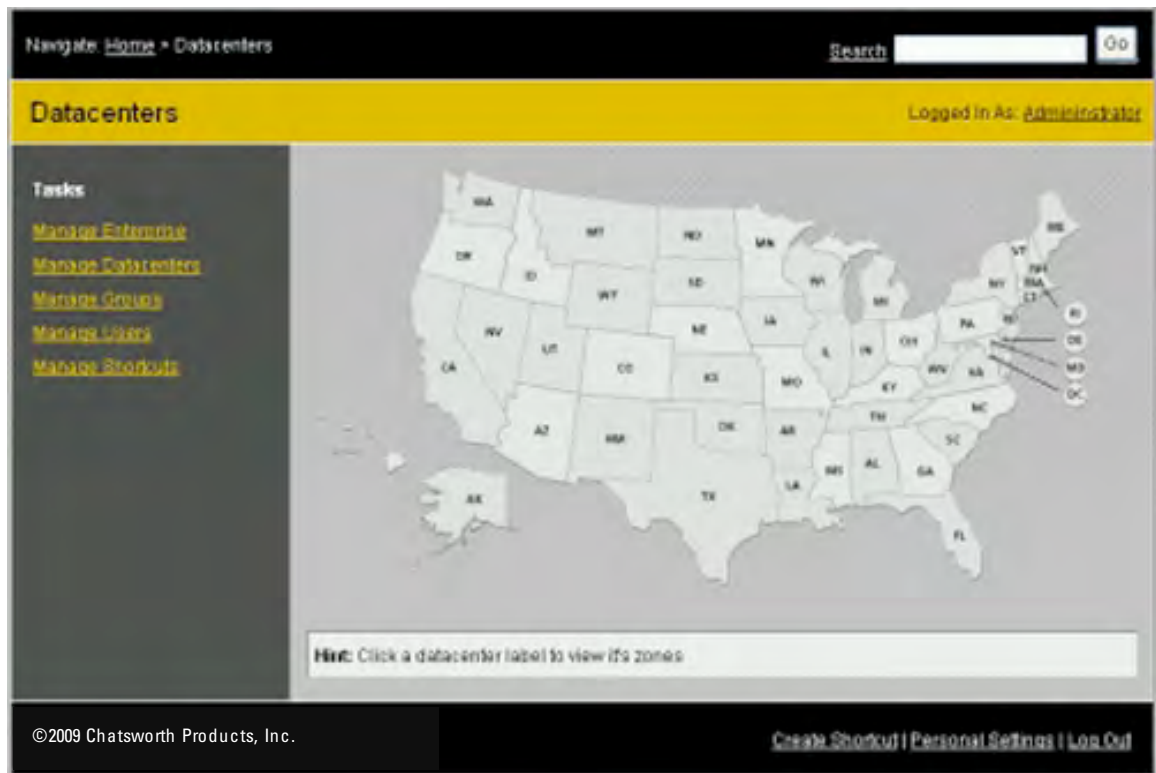 Navigate: Home > Datacenters
Search
Go
Datacenters
Logged In As: Admininstrator
Tasks
Manage Enterprise
Manage Datacenters
Manage Groups
Manage Users
Manage Shortcuts
WA
MT
ND
MN
ME
OR
ID
WY
SD
WI
MI
NY
VT
NH
MA
CT
RI
NV
UT
CO
NE
IA
IL
IN
OH
PA
NJ
DE
MD
DC
CA
KS
MO
KY
WV
VA
AZ
NM
OK
AR
TN
NC
SC
AK
TX
LA
MS
AL
GA
FL
Hint: Click a datacenter label to view it's zones
©2009 Chatsworth Products, Inc.
Create Shortcut | Personal Settings | Log Out